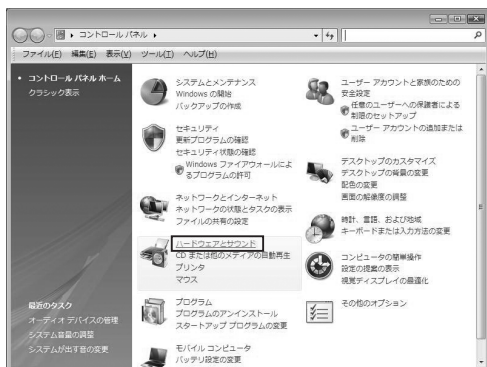 コントロール パネル
ファイル(F) 編集(E) 表示(V) ツール(T) ヘルプ(H)
コントロール パネル ホーム
クラシック表示
システムとメンテナンス
Windows の開始
バックアップの作成
セキュリティ
更新プログラムの確認
セキュリティ状態の確認
Windows ファイアウォールによ
るプログラムの許可
ネットワークとインターネット
ネットワークの状態とタスクの表示
ファイルの共有の設定
ハードウェアとサウンド
CD または他のメディアの自動再生
プリンタ
マウス
プログラム
プログラムのアンインストール
スタートアップ プログラムの変更
モバイル コンピュータ
バッテリ設定の変更
ユーザー アカウントと家族のための
安全設定
任意のユーザーへの保護者による
制限のセットアップ
ユーザー アカウントの追加または
削除
デスクトップのカスタマイズ
デスクトップの背景の変更
配色の変更
画面の解像度の調整
時計、言語、および地域
キーボードまたは入力方法の変更
コンピュータの簡単操作
設定の提案の表示
視覚ディスプレイの最適化
その他のオプション
最近のタスク
オーディオ デバイスの管理
システム音量の調整
システムが出す音の変更